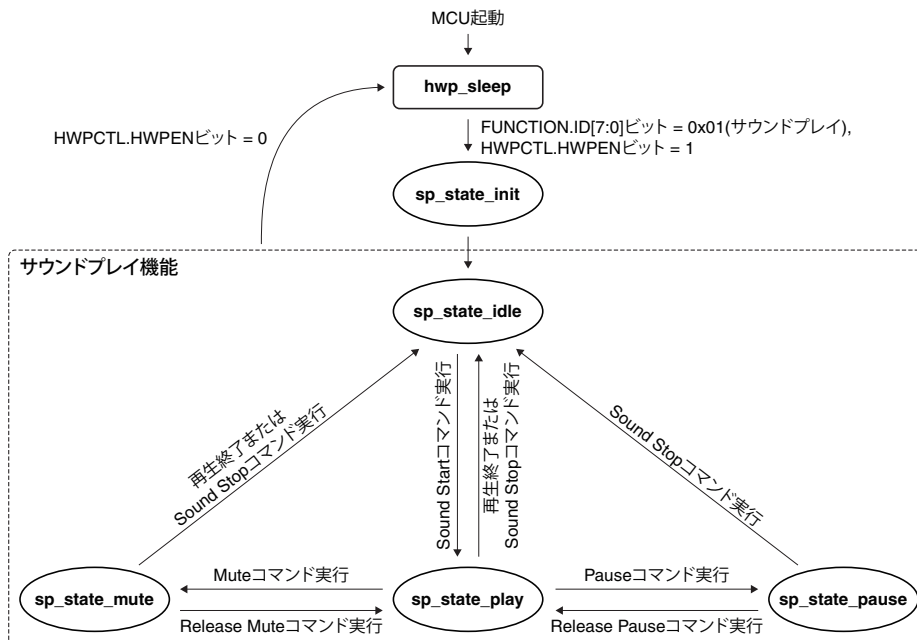 MCU起動
hwp_sleep
HWPCTL.HWPENビット = 0
FUNCTION.ID[7:0]ビット = 0x01(サウンドプレイ),
HWPCTL.HWPENビット = 1
sp_state_init
サウンドプレイ機能
sp_state_idle
再生終了または
Sound Stopコマンド実行
Sound Startコマンド実行
再生終了または
Sound Stopコマンド実行
Sound Stopコマンド実行
Muteコマンド実行
Pauseコマンド実行
sp_state_mute
sp_state_play
sp_state_pause
Release Muteコマンド実行
Release Pauseコマンド実行